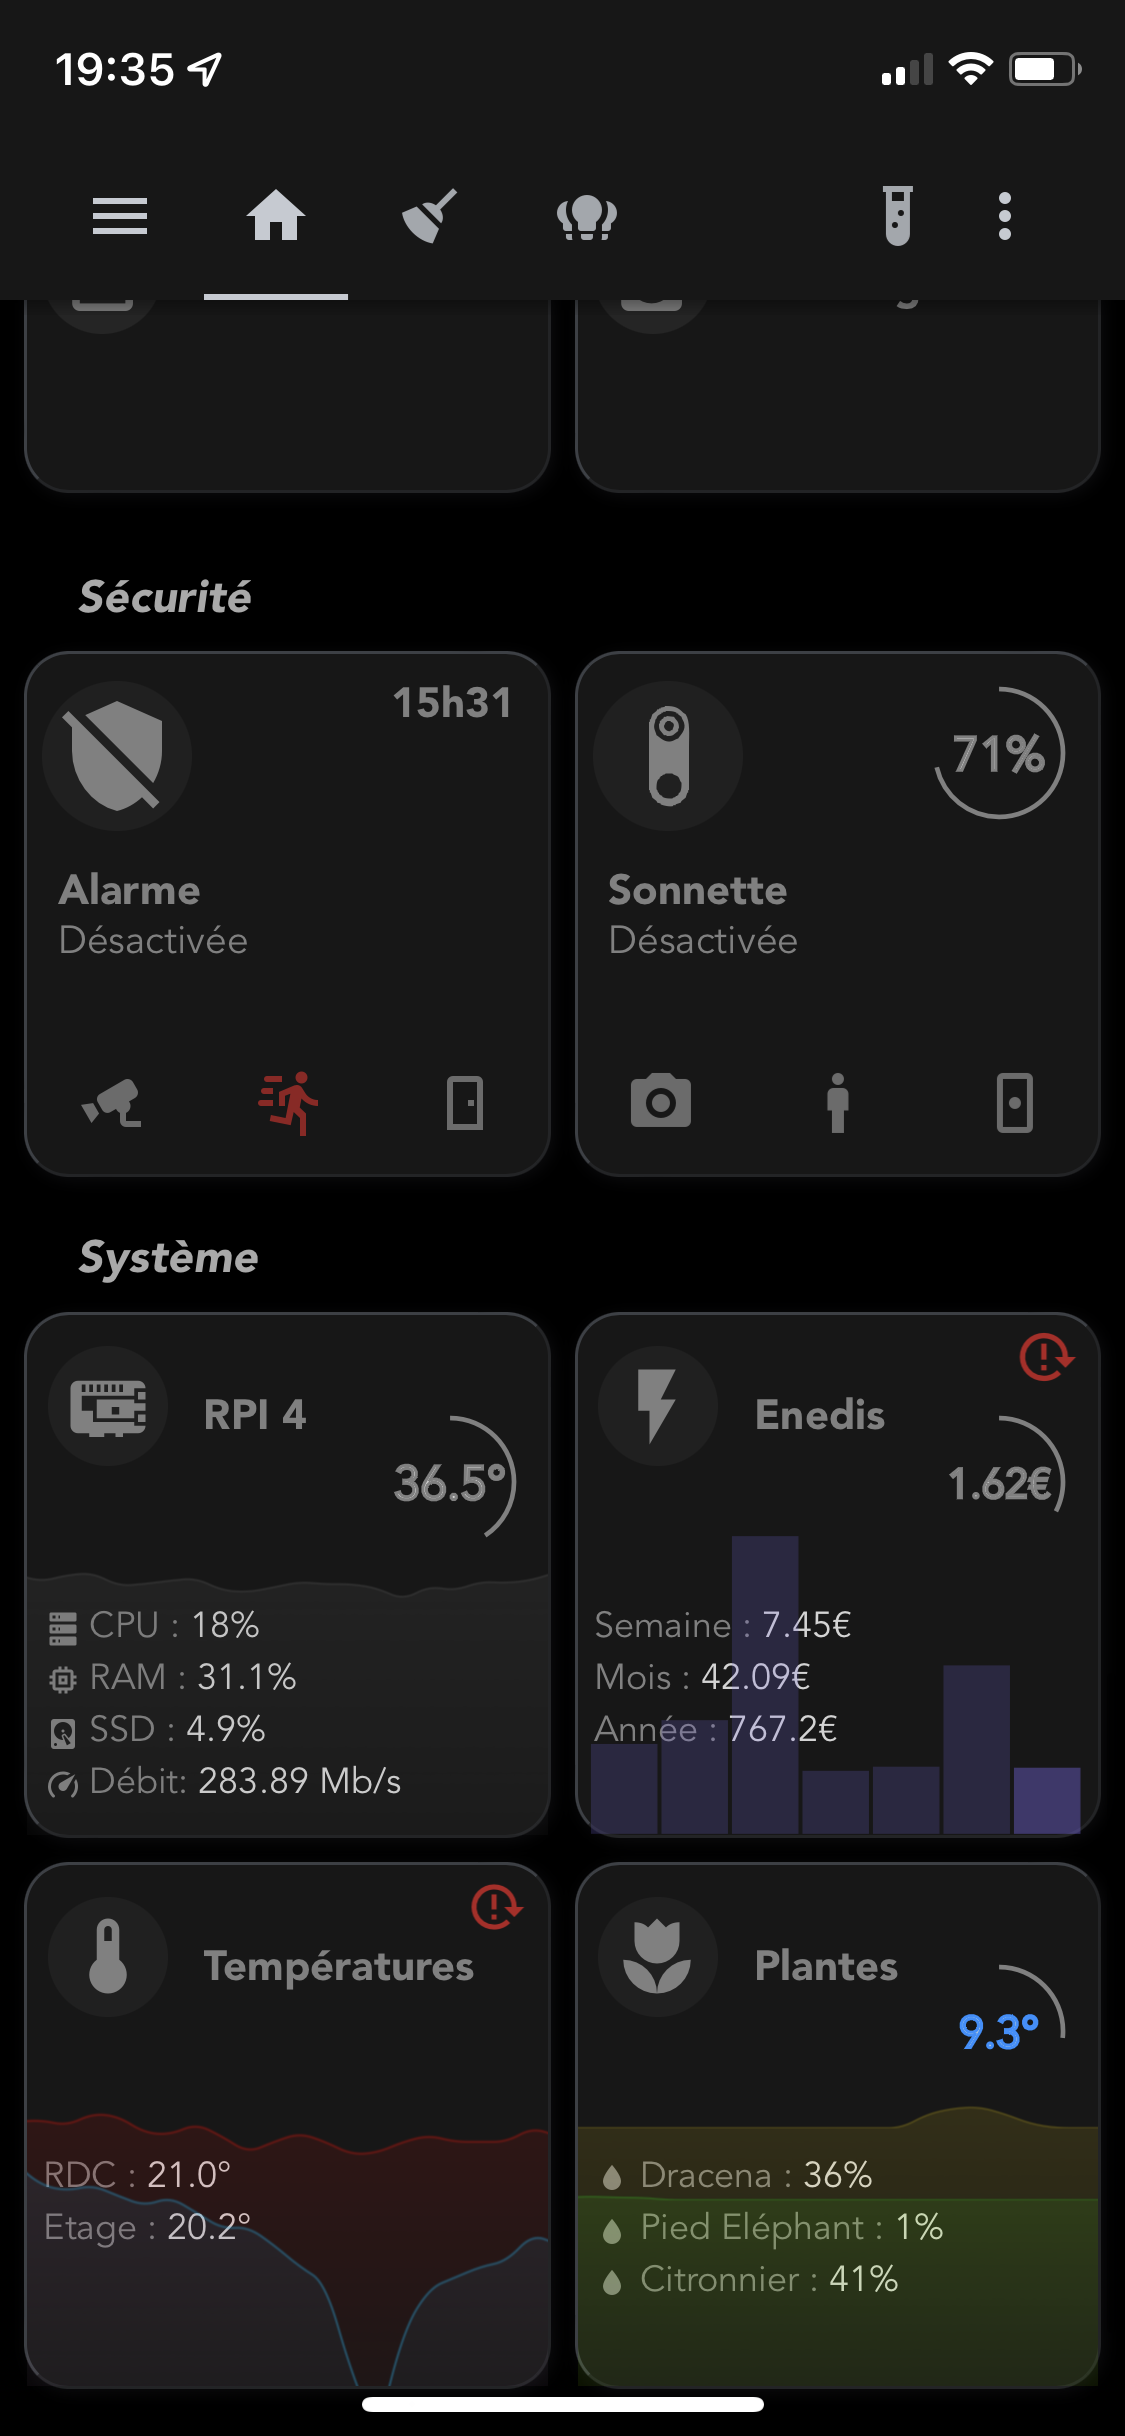 19:35
Sécurité
15h31
Alarme
Désactivée
71%
Sonnette
Désactivée
Système
RPI 4
36.5°
CPU : 18%
RAM : 31.1%
SSD : 4.9%
Débit: 283.89 Mb/s
Enedis
1.62€
Semaine : 7.45€
Mois : 42.09€
Année : 767.2€
Températures
RDC : 21.0°
Etage : 20.2°
Plantes
9.3°
Dracena : 36%
Pied Eléphant : 1%
Citronnier : 41%